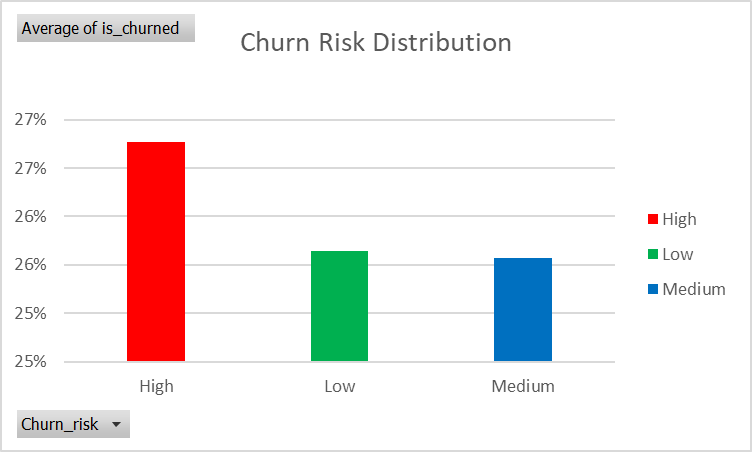 Average of is_churned
Churn Risk Distribution
27%
27%
26%
26%
25%
25%
High
Low
Medium
High
Low
Medium
Churn_risk